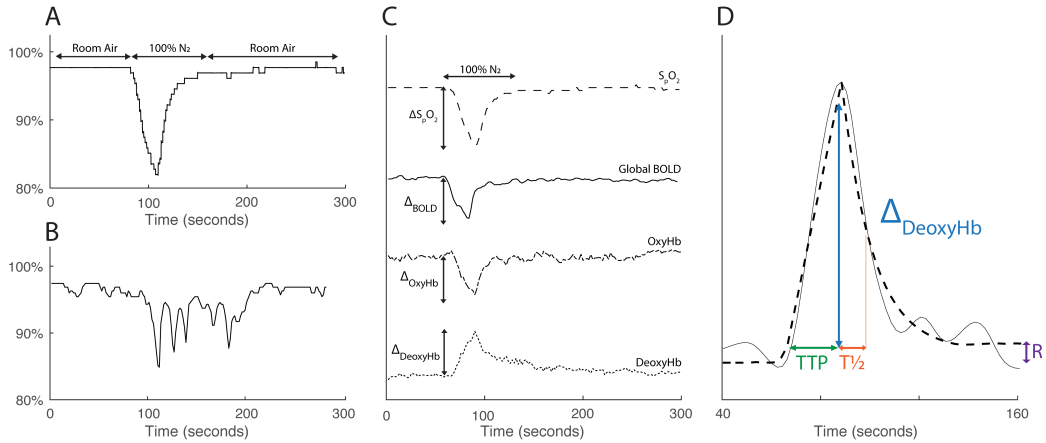 A
Room Air
100% N₂
Room Air
100%
90%
80%
0
100
200
300
Time (seconds)
B
100%
90%
80%
0
100
200
300
Time (seconds)
C
100% N₂
SpO₂
ΔSpO₂
Global BOLD
ΔBOLD
OxyHb
ΔOxyHb
ΔDeoxyHb
DeoxyHb
0
100
200
300
Time (seconds)
D
ΔDeoxyHb
TTP
T½
R
40
160
Time (seconds)